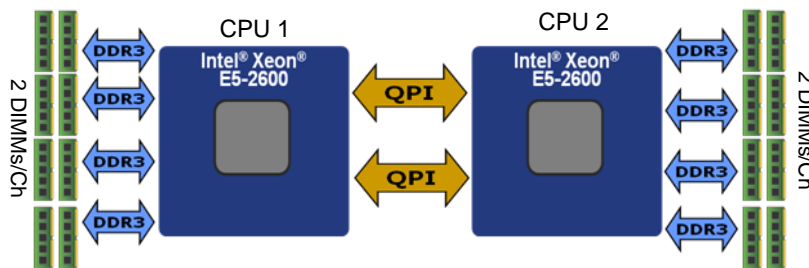 CPU 1
CPU 2
2 DIMMs/Ch
DDR3
DDR3
DDR3
DDR3
Intel® Xeon®
E5-2600
QPI
QPI
Intel® Xeon®
E5-2600
DDR3
DDR3
DDR3
DDR3
2 DIMMs/Ch